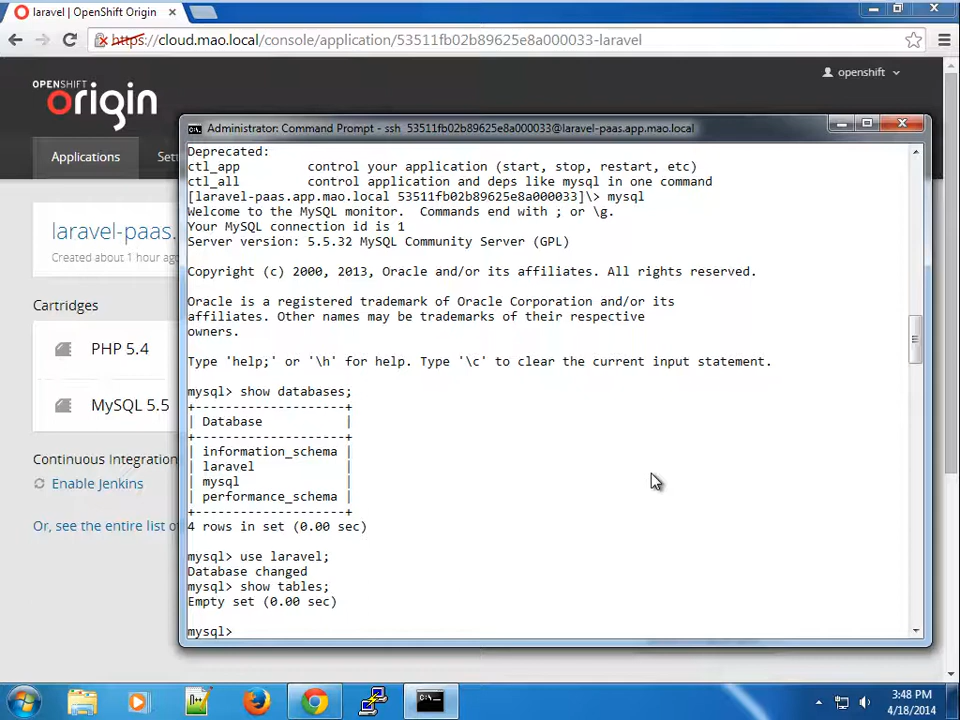 laravel | OpenShift Origin
https://cloud.mao.local/console/application/53511fb02b89625e8a000033-laravel
OPENSHIFT
origin
openshift
Applications
Set
laravel-paas.
Created about 1 hour ago
Cartridges
PHP 5.4
MySQL 5.5
Continuous Integration
Enable Jenkins
Or, see the entire list of
Administrator: Command Prompt - ssh 53511fb02b89625e8a000033@laravel-paas.app.mao.local
Deprecated:
ctl_app         control your application (start, stop, restart, etc)
ctl_all         control application and deps like mysql in one command
[laravel-paas.app.mao.local 53511fb02b89625e8a000033]\> mysql
Welcome to the MySQL monitor.  Commands end with ; or \g.
Your MySQL connection id is 1
Server version: 5.5.32 MySQL Community Server (GPL)
Copyright (c) 2000, 2013, Oracle and/or its affiliates. All rights reserved.
Oracle is a registered trademark of Oracle Corporation and/or its
affiliates. Other names may be trademarks of their respective
owners.
Type 'help;' or '\h' for help. Type '\c' to clear the current input statement.
mysql> show databases;
+--------------------+
| Database           |
+--------------------+
| information_schema |
| laravel            |
| mysql              |
| performance_schema |
+--------------------+
4 rows in set (0.00 sec)
mysql> use laravel;
Database changed
mysql> show tables;
Empty set (0.00 sec)
mysql>
3:48 PM
4/18/2014